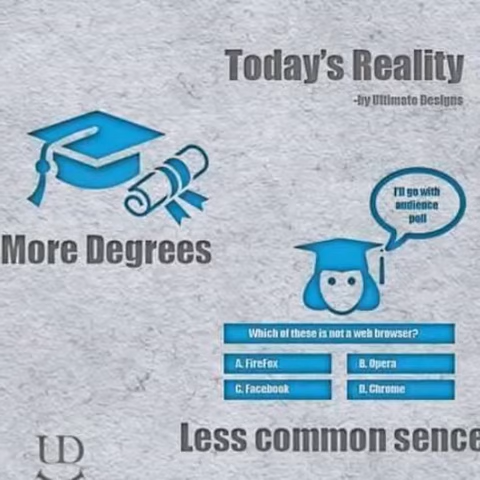 Today's Reality
-by Ultimate Designs
I'll go with
audience
poll
More Degrees
Which of these is not a web browser?
A. FireFox
B. Opera
C. Facebook
D. Chrome
Less common sence
UD